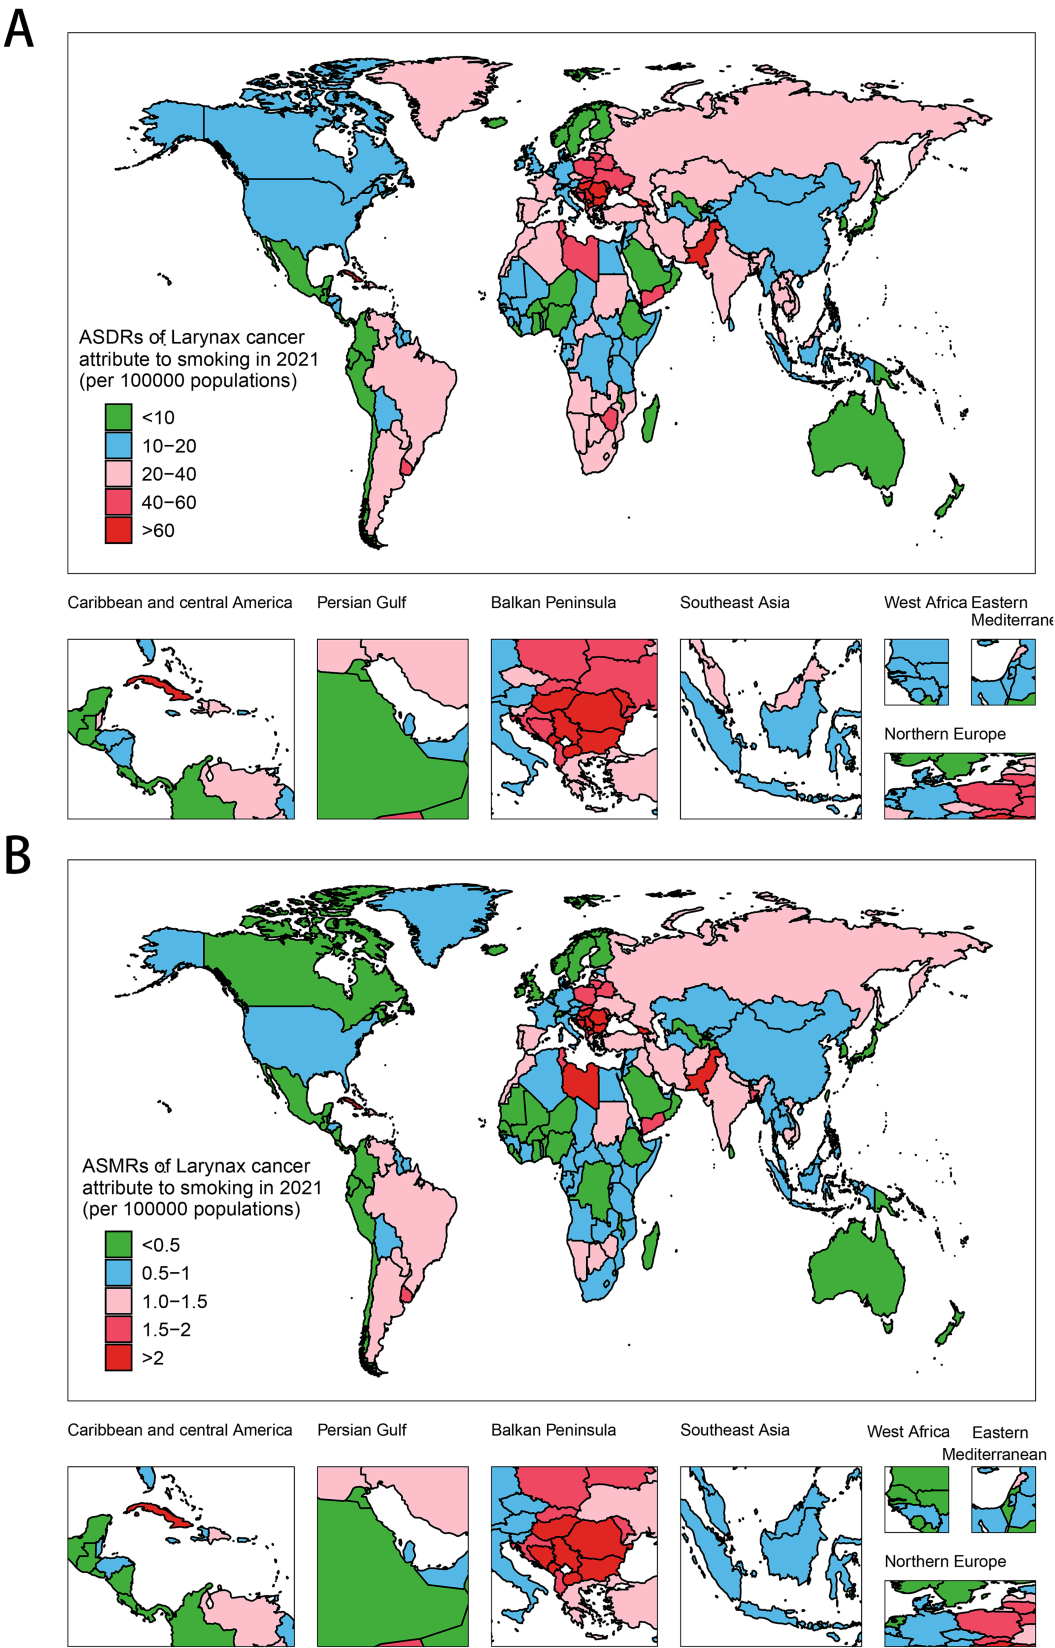 A
ASDRs of Larynax cancer
attribute to smoking in 2021
(per 100000 populations)
<10
10−20
20−40
40−60
>60
Caribbean and central America
Persian Gulf
Balkan Peninsula
Southeast Asia
West Africa
Eastern
Mediterrane
Northern Europe
B
ASMRs of Larynax cancer
attribute to smoking in 2021
(per 100000 populations)
<0.5
0.5−1
1.0−1.5
1.5−2
>2
Caribbean and central America
Persian Gulf
Balkan Peninsula
Southeast Asia
West Africa
Eastern
Mediterranean
Northern Europe